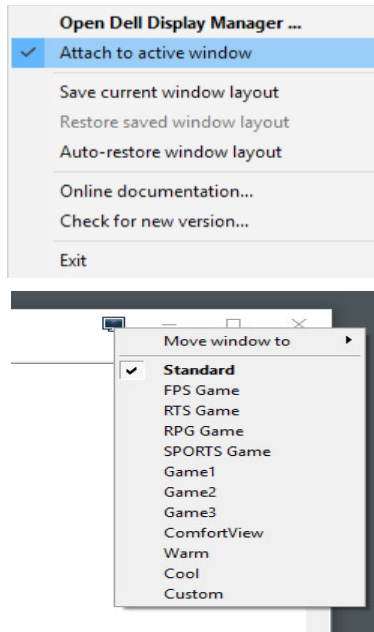 Open Dell Display Manager ...
Attach to active window
Save current window layout
Restore saved window layout
Auto-restore window layout
Online documentation...
Check for new version...
Exit
Move window to
Standard
FPS Game
RTS Game
RPG Game
SPORTS Game
Game1
Game2
Game3
ComfortView
Warm
Cool
Custom